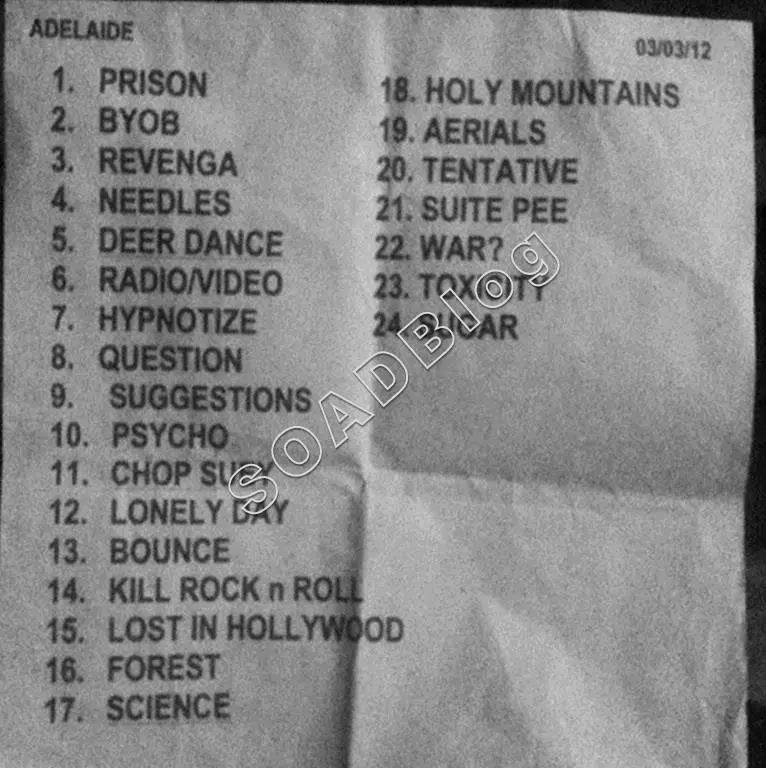 ADELAIDE
03/03/12
1. PRISON
2. BYOB
3. REVENGA
4. NEEDLES
5. DEER DANCE
6. RADIO/VIDEO
7. HYPNOTIZE
8. QUESTION
9. SUGGESTIONS
10. PSYCHO
11. CHOP SUEY
12. LONELY DAY
13. BOUNCE
14. KILL ROCK n ROLL
15. LOST IN HOLLYWOOD
16. FOREST
17. SCIENCE
18. HOLY MOUNTAINS
19. AERIALS
20. TENTATIVE
21. SUITE PEE
22. WAR?
23. TOXICITY
24. SUGAR
SOADBlog